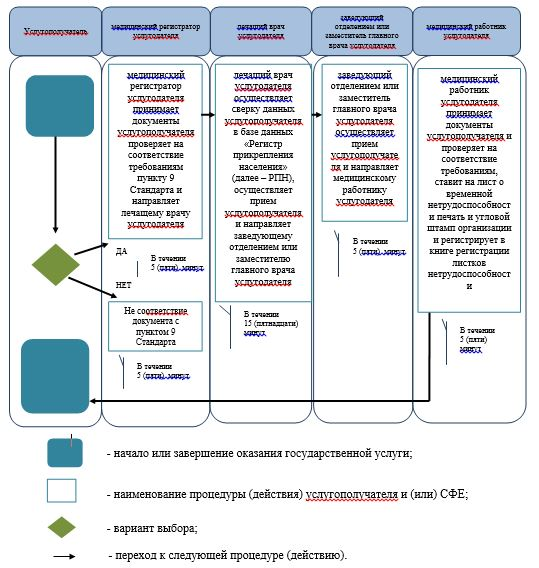 Услугополучатель
медицинский регистратор
услугодателя
лечащий врач
услугодателя
заведующий
отделением или
заместитель главного
врача услугодателя
медицинский работник
услугодателя
медицинский
регистратор
услугодателя
принимает
документы
услугополучателя
проверяет на
соответствие
требованиям
пункту 9
Стандарта и
направляет
лечащему врачу
услугодателя
ДА
В течении
5 (пяти) минут
НЕТ
Не соответствие
документа с
пунктом 9
Стандарта
В течении
5 (пяти) минут
лечащий врач
услугодателя
осуществляет
сверку данных
услугополучателя
в базе данных
«Регистр
прикрепления
населения»
(далее – РПН),
осуществляет
прием
услугополучателя
и направляет
заведующему
отделением или
заместителю
главного врача
услугодателя
В течении
15 (пятнадцати)
минут
заведующий
отделением или
заместитель
главного врача
услугодателя
осуществляет
прием
услугополучате
ля и направляет
медицинскому
работнику
услугодателя
В течении
5 (пяти) минут
медицинский
работник
услугодателя
принимает
документы
услугополучателя и
проверяет на
соответствие
требованиям,
ставит на лист о
временной
нетрудоспособност
и печать и угловой
штамп организации
и регистрирует в
книге регистрации
листков
нетрудоспособност
и
В течении
5 (пяти)
минут
- начало или завершение оказания государственной услуги;
- наименование процедуры (действия) услугополучателя и (или) СФЕ;
- вариант выбора;
- переход к следующей процедуре (действию).